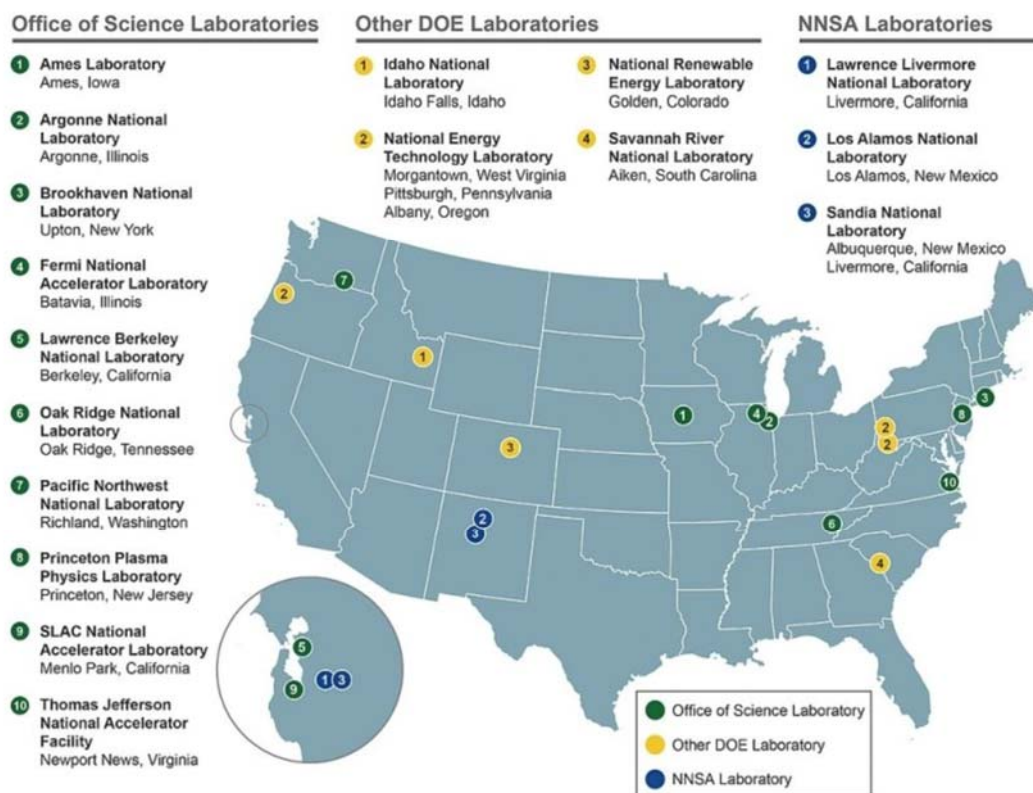 Office of Science Laboratories
1 Ames Laboratory
Ames, Iowa
2 Argonne National
Laboratory
Argonne, Illinois
3 Brookhaven National
Laboratory
Upton, New York
4 Fermi National
Accelerator Laboratory
Batavia, Illinois
5 Lawrence Berkeley
National Laboratory
Berkeley, California
6 Oak Ridge National
Laboratory
Oak Ridge, Tennessee
7 Pacific Northwest
National Laboratory
Richland, Washington
8 Princeton Plasma
Physics Laboratory
Princeton, New Jersey
9 SLAC National
Accelerator Laboratory
Menlo Park, California
10 Thomas Jefferson
National Accelerator
Facility
Newport News, Virginia
Other DOE Laboratories
1 Idaho National
Laboratory
Idaho Falls, Idaho
2 National Energy
Technology Laboratory
Morgantown, West Virginia
Pittsburgh, Pennsylvania
Albany, Oregon
3 National Renewable
Energy Laboratory
Golden, Colorado
4 Savannah River
National Laboratory
Aiken, South Carolina
NNSA Laboratories
1 Lawrence Livermore
National Laboratory
Livermore, California
2 Los Alamos National
Laboratory
Los Alamos, New Mexico
3 Sandia National
Laboratory
Albuquerque, New Mexico
Livermore, California
7
2
1
1
4
2
3
8
2
2
3
10
2
3
6
4
5
1 3
9
Office of Science Laboratory
Other DOE Laboratory
NNSA Laboratory